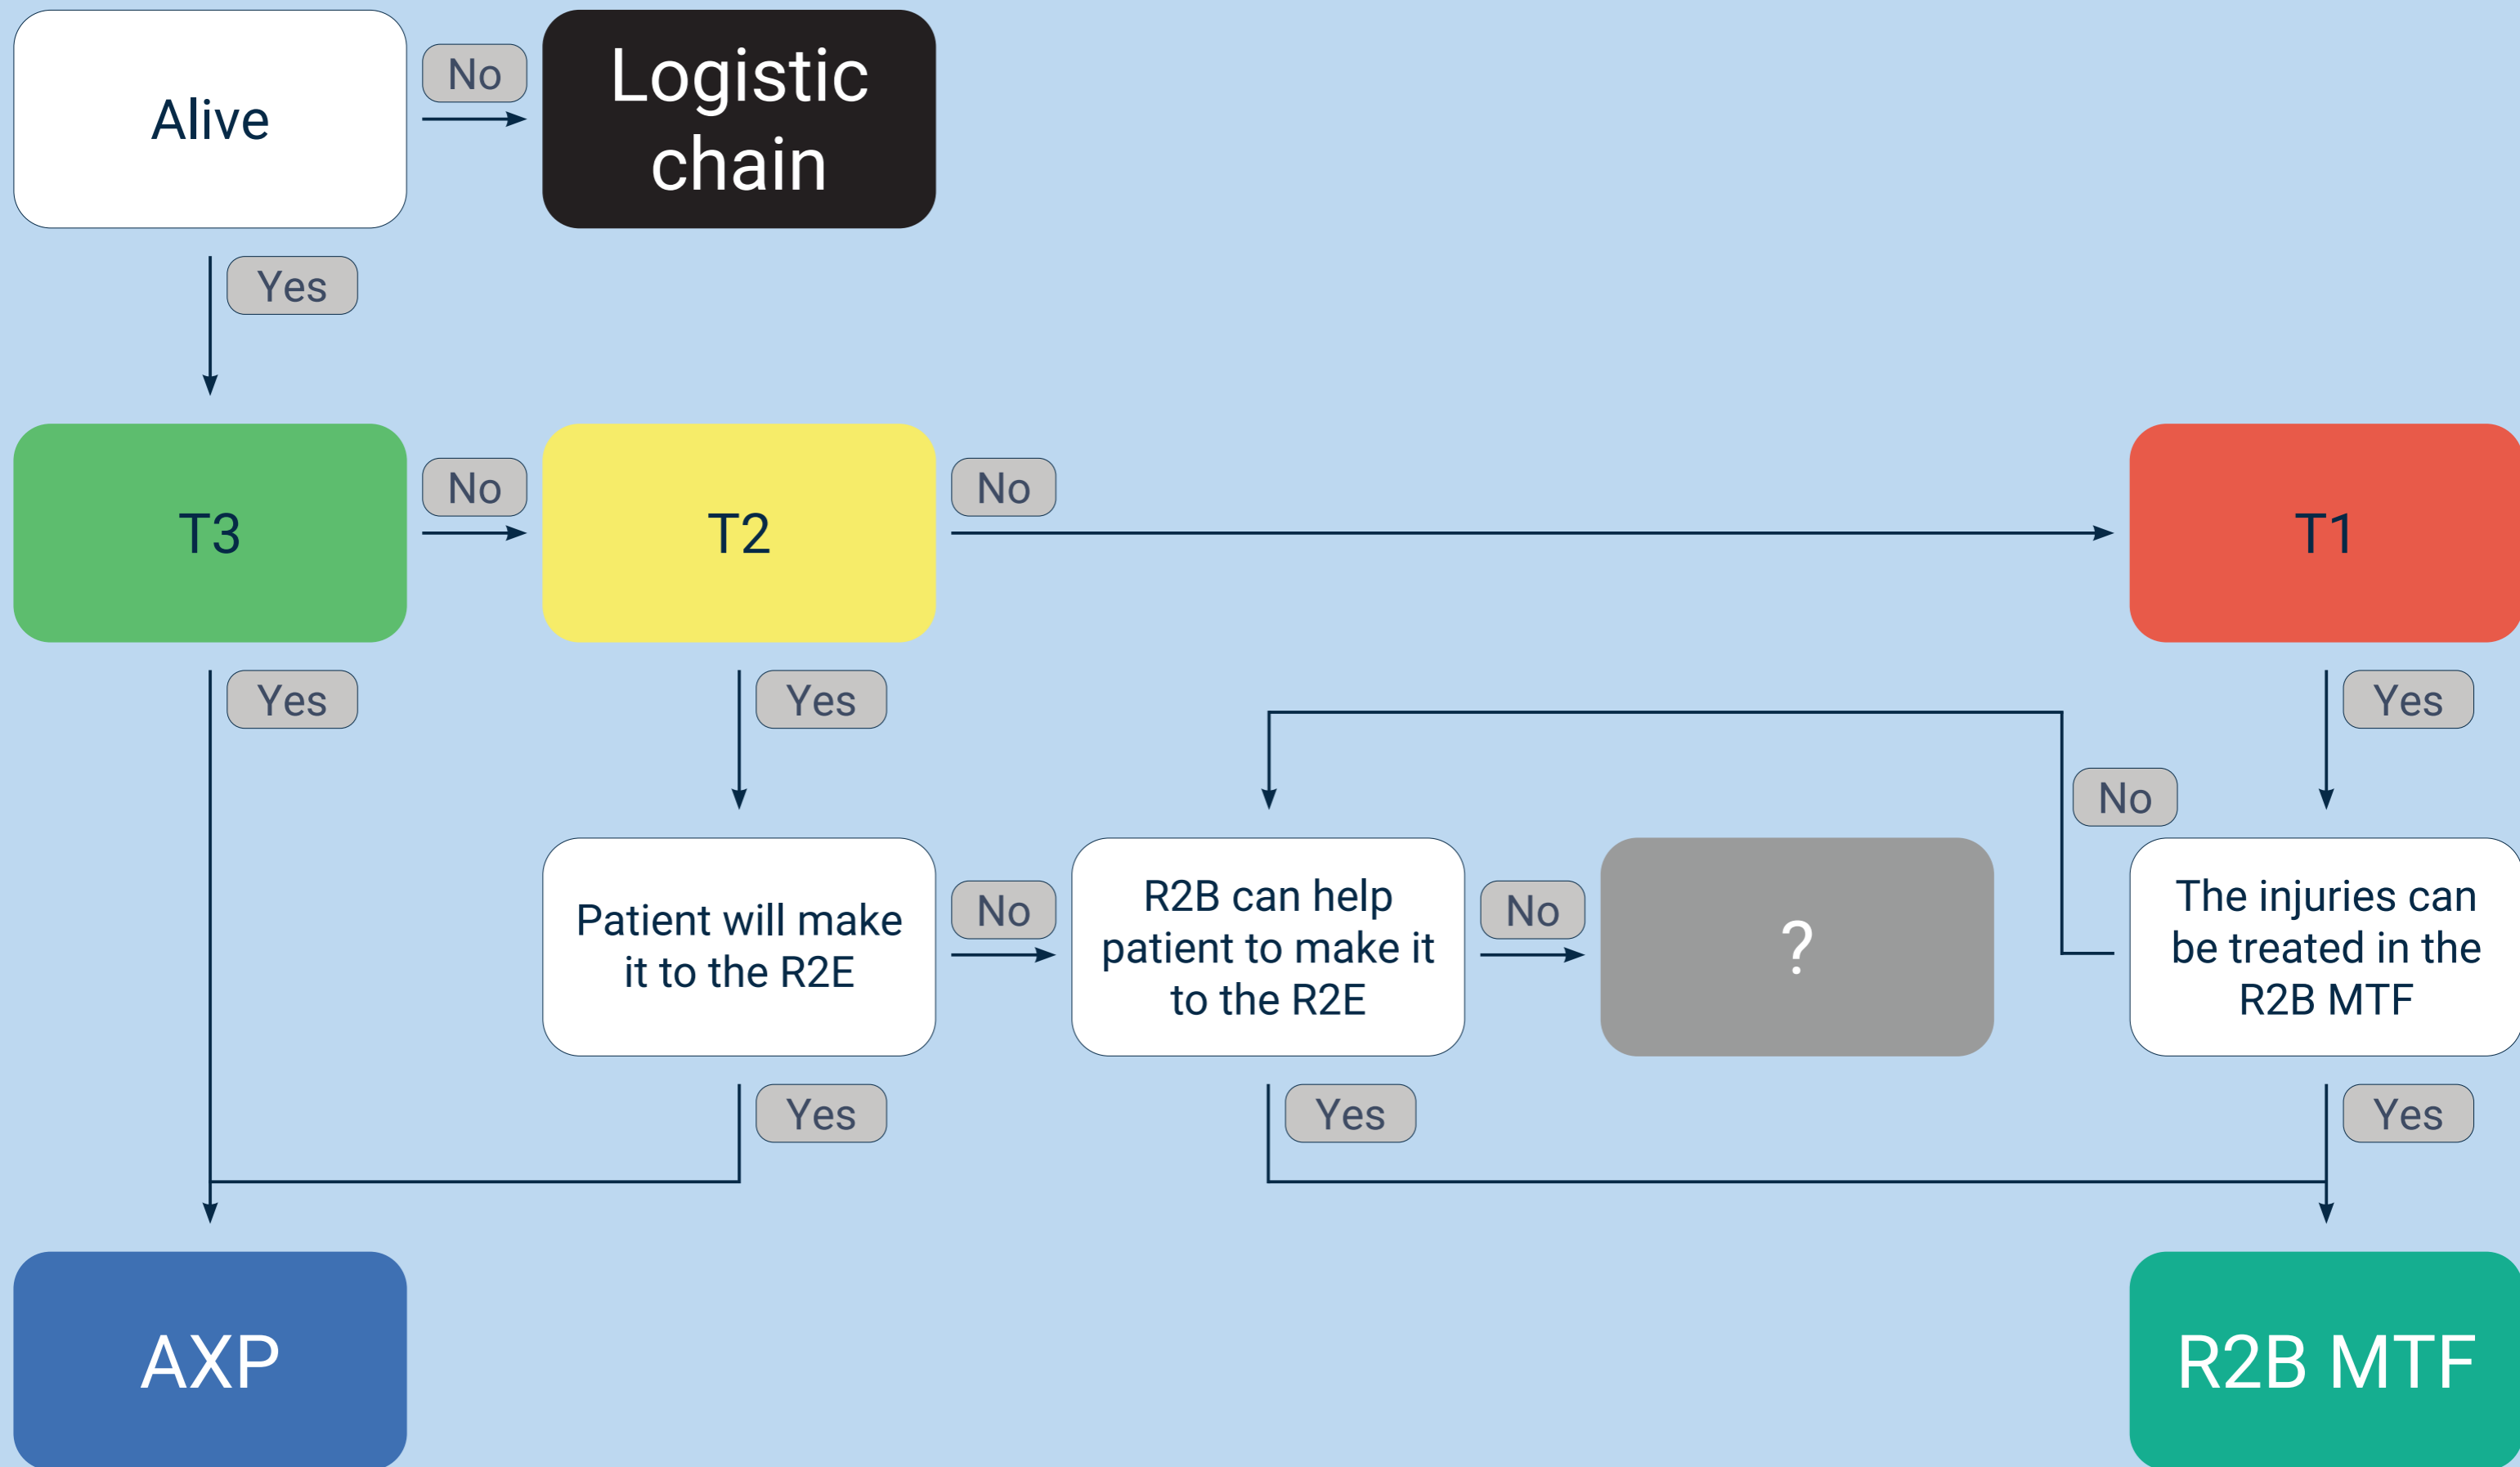 Alive
No
Logistic
chain
Yes
T3
No
T2
No
T1
Yes
Yes
Yes
No
Patient will make
it to the R2E
No
R2B can help
patient to make it
to the R2E
No
?
The injuries can
be treated in the
R2B MTF
Yes
Yes
Yes
AXP
R2B MTF